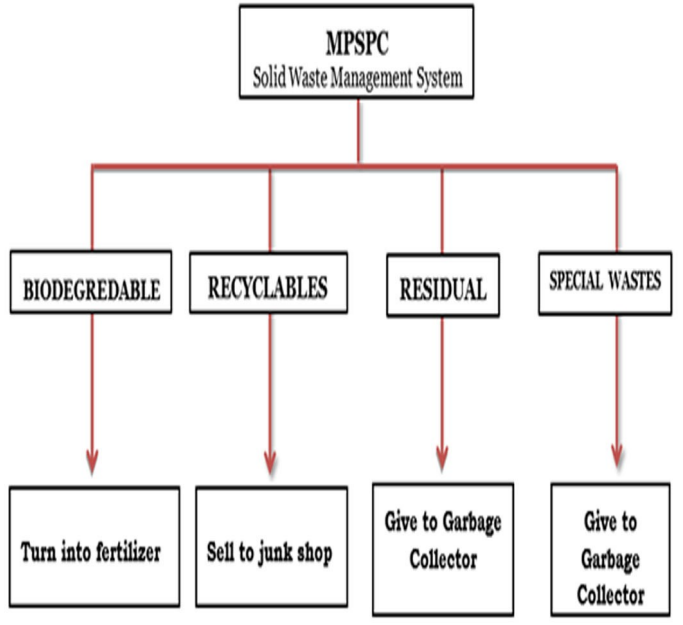 MPSPC
Solid Waste Management System
BIODEGREDABLE
RECYCLABLES
RESIDUAL
SPECIAL WASTES
Turn into fertilizer
Sell to junk shop
Give to Garbage
Collector
Give to
Garbage
Collector